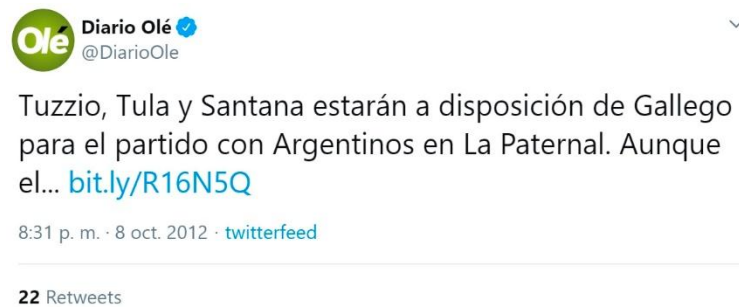 Olé
Diario Olé
@DiarioOle
Tuzzio, Tula y Santana estarán a disposición de Gallego
para el partido con Argentinos en La Paternal. Aunque
el... bit.ly/R16N5Q
8:31 p. m. · 8 oct. 2012 · twitterfeed
22 Retweets